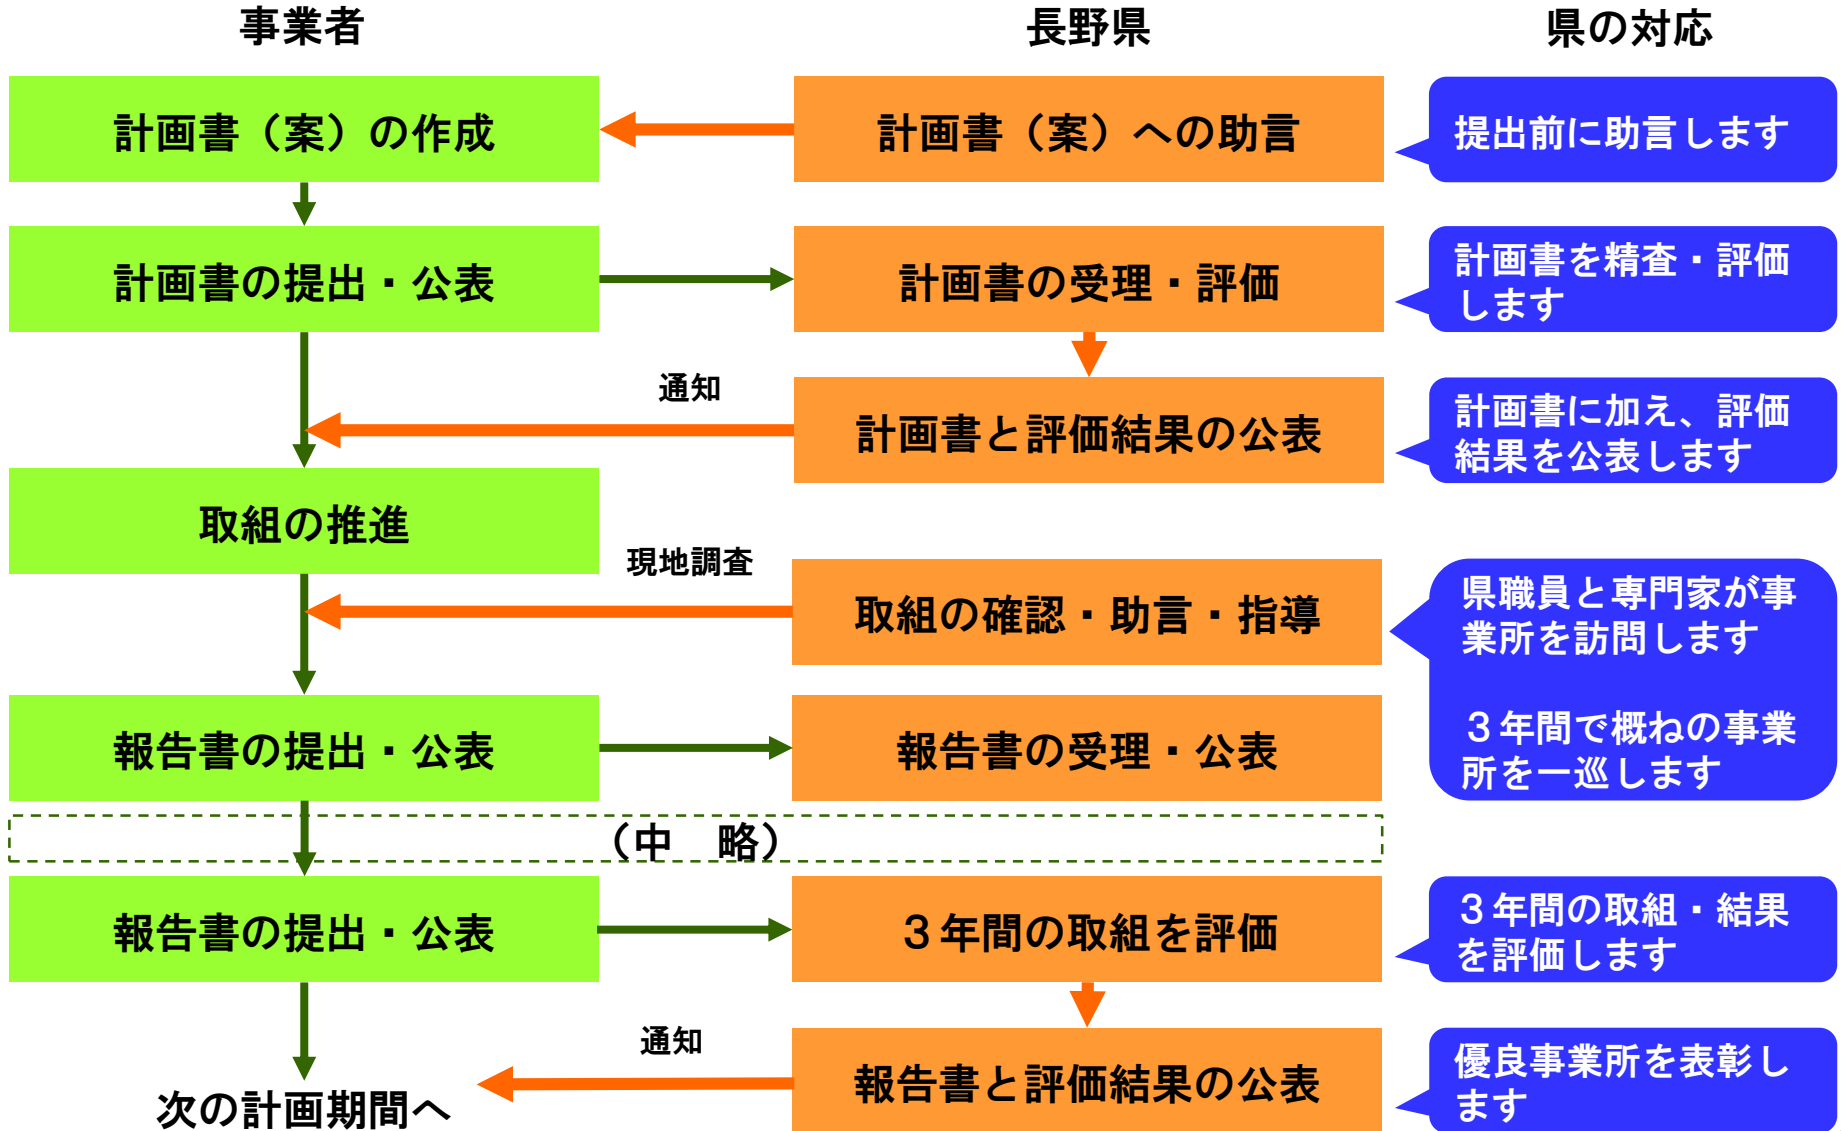 事業者
長野県
県の対応
計画書（案）の作成
計画書（案）への助言
提出前に助言します
計画書の提出・公表
計画書の受理・評価
計画書を精査・評価
します
通知
計画書と評価結果の公表
計画書に加え、評価
結果を公表します
取組の推進
現地調査
取組の確認・助言・指導
県職員と専門家が事
業所を訪問します
３年間で概ねの事業
所を一巡します
報告書の提出・公表
報告書の受理・公表
（中　略）
報告書の提出・公表
３年間の取組を評価
３年間の取組・結果
を評価します
通知
報告書と評価結果の公表
優良事業所を表彰し
ます
次の計画期間へ